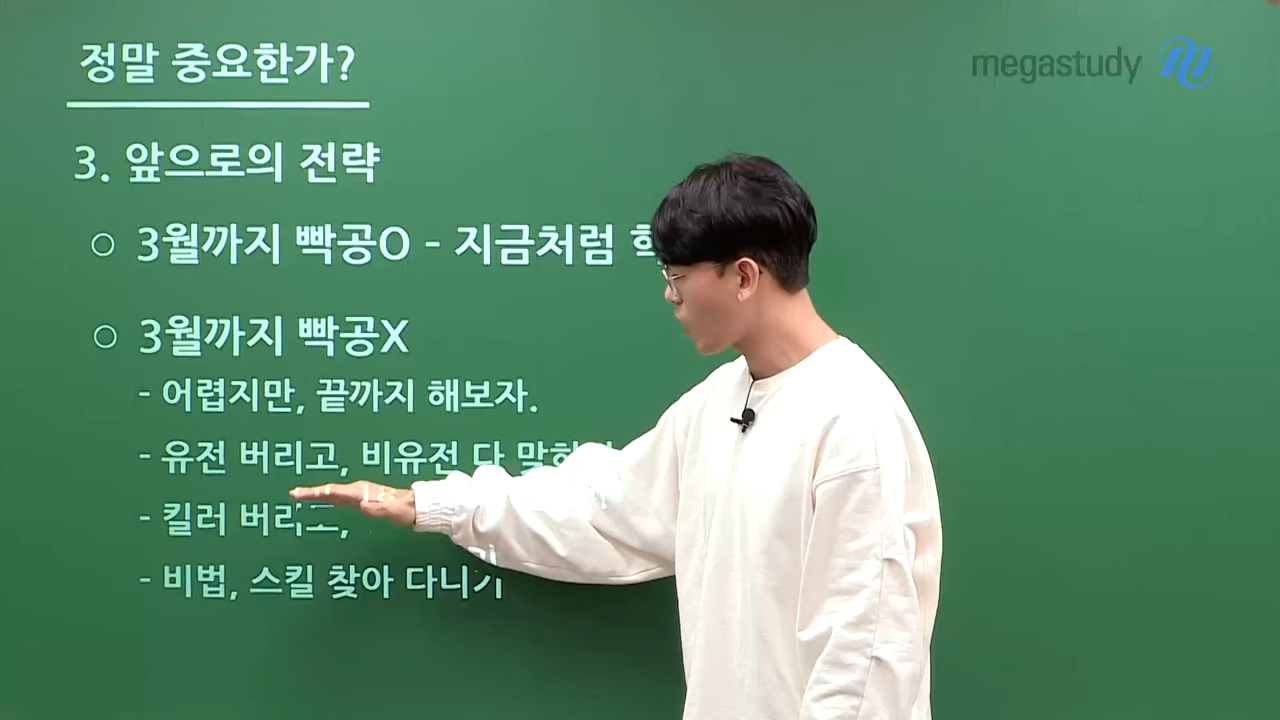 정말 중요한가?
megastudy
3. 앞으로의 전략
○ 3월까지 빡공O - 지금처럼
○ 3월까지 빡공X
- 어렵지만, 끝까지 해보자.
- 유전 버리고, 비유전 다
- 킬러 버리고,
- 비법, 스킬 찾아 다니기